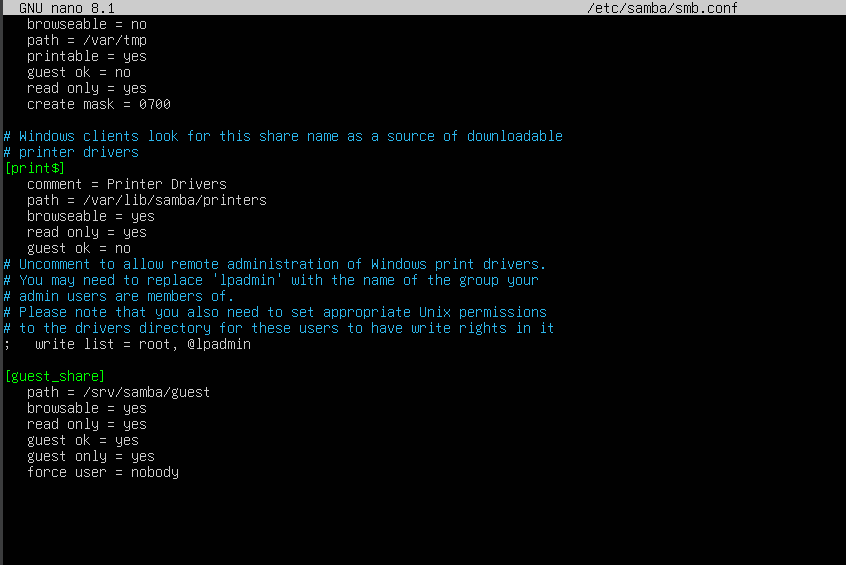 GNU nano 8.1 /etc/samba/smb.conf
browseable = no
path = /var/tmp
printable = yes
guest ok = no
read only = yes
create mask = 0700
# Windows clients look for this share name as a source of downloadable
# printer drivers
[print$]
comment = Printer Drivers
path = /var/lib/samba/printers
browseable = yes
read only = yes
guest ok = no
# Uncomment to allow remote administration of Windows print drivers.
# You may need to replace 'lpadmin' with the name of the group your
# admin users are members of.
# Please note that you also need to set appropriate Unix permissions
# to the drivers directory for these users to have write rights in it
;   write list = root, @lpadmin
[guest_share]
path = /srv/samba/guest
browsable = yes
read only = yes
guest ok = yes
guest only = yes
force user = nobody